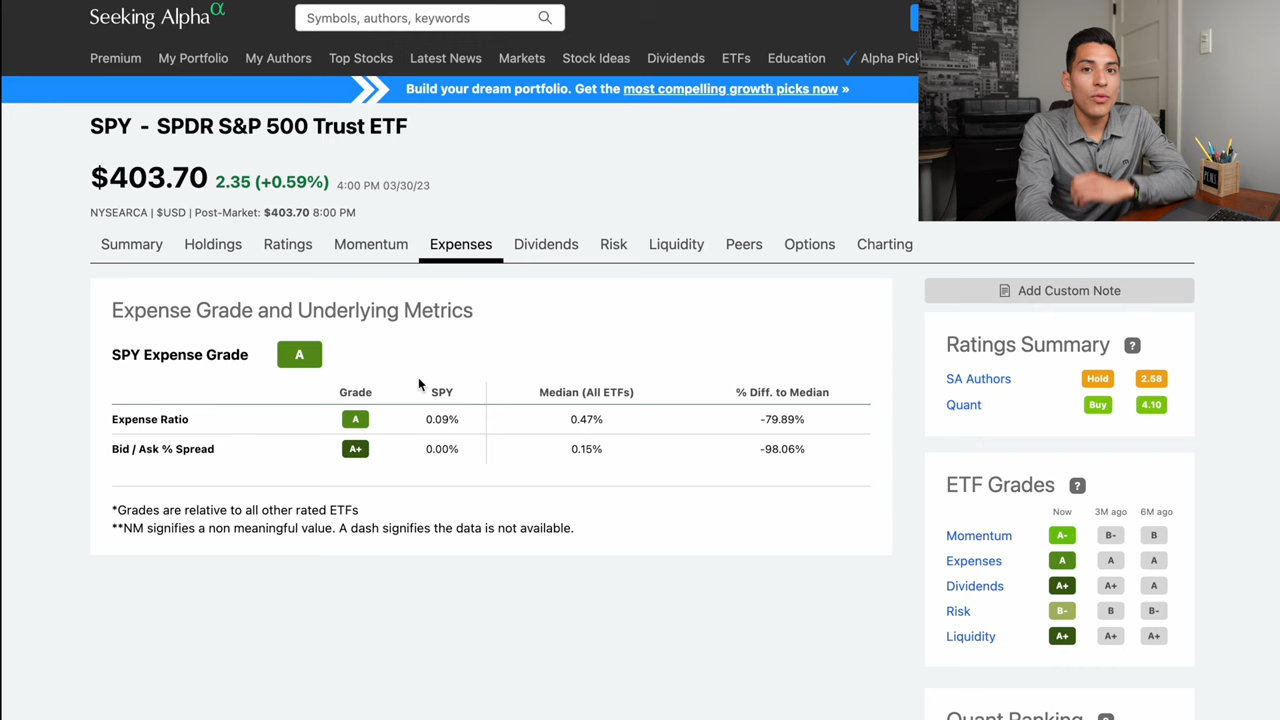 Seeking Alpha α
Symbols, authors, keywords
Premium My Portfolio My Authors Top Stocks Latest News Markets Stock Ideas Dividends ETFs Education Alpha Pick
Build your dream portfolio. Get the most compelling growth picks now »
SPY - SPDR S&P 500 Trust ETF
$403.70 2.35 (+0.59%) 4:00 PM 03/30/23
NYSEARCA | $USD | Post-Market: $403.70 8:00 PM
Summary Holdings Ratings Momentum Expenses Dividends Risk Liquidity Peers Options Charting
Expense Grade and Underlying Metrics
SPY Expense Grade A
Grade SPY Median (All ETFs) % Diff. to Median
Expense Ratio A 0.09% 0.47% -79.89%
Bid / Ask % Spread A+ 0.00% 0.15% -98.06%
*Grades are relative to all other rated ETFs
**NM signifies a non meaningful value. A dash signifies the data is not available.
Add Custom Note
Ratings Summary ?
SA Authors Hold 2.58
Quant Buy 4.10
ETF Grades ?
Now 3M ago 6M ago
Momentum A- B- B
Expenses A A A
Dividends A+ A+ A
Risk B- B B-
Liquidity A+ A+ A+
Quant Ranking ?
PENS